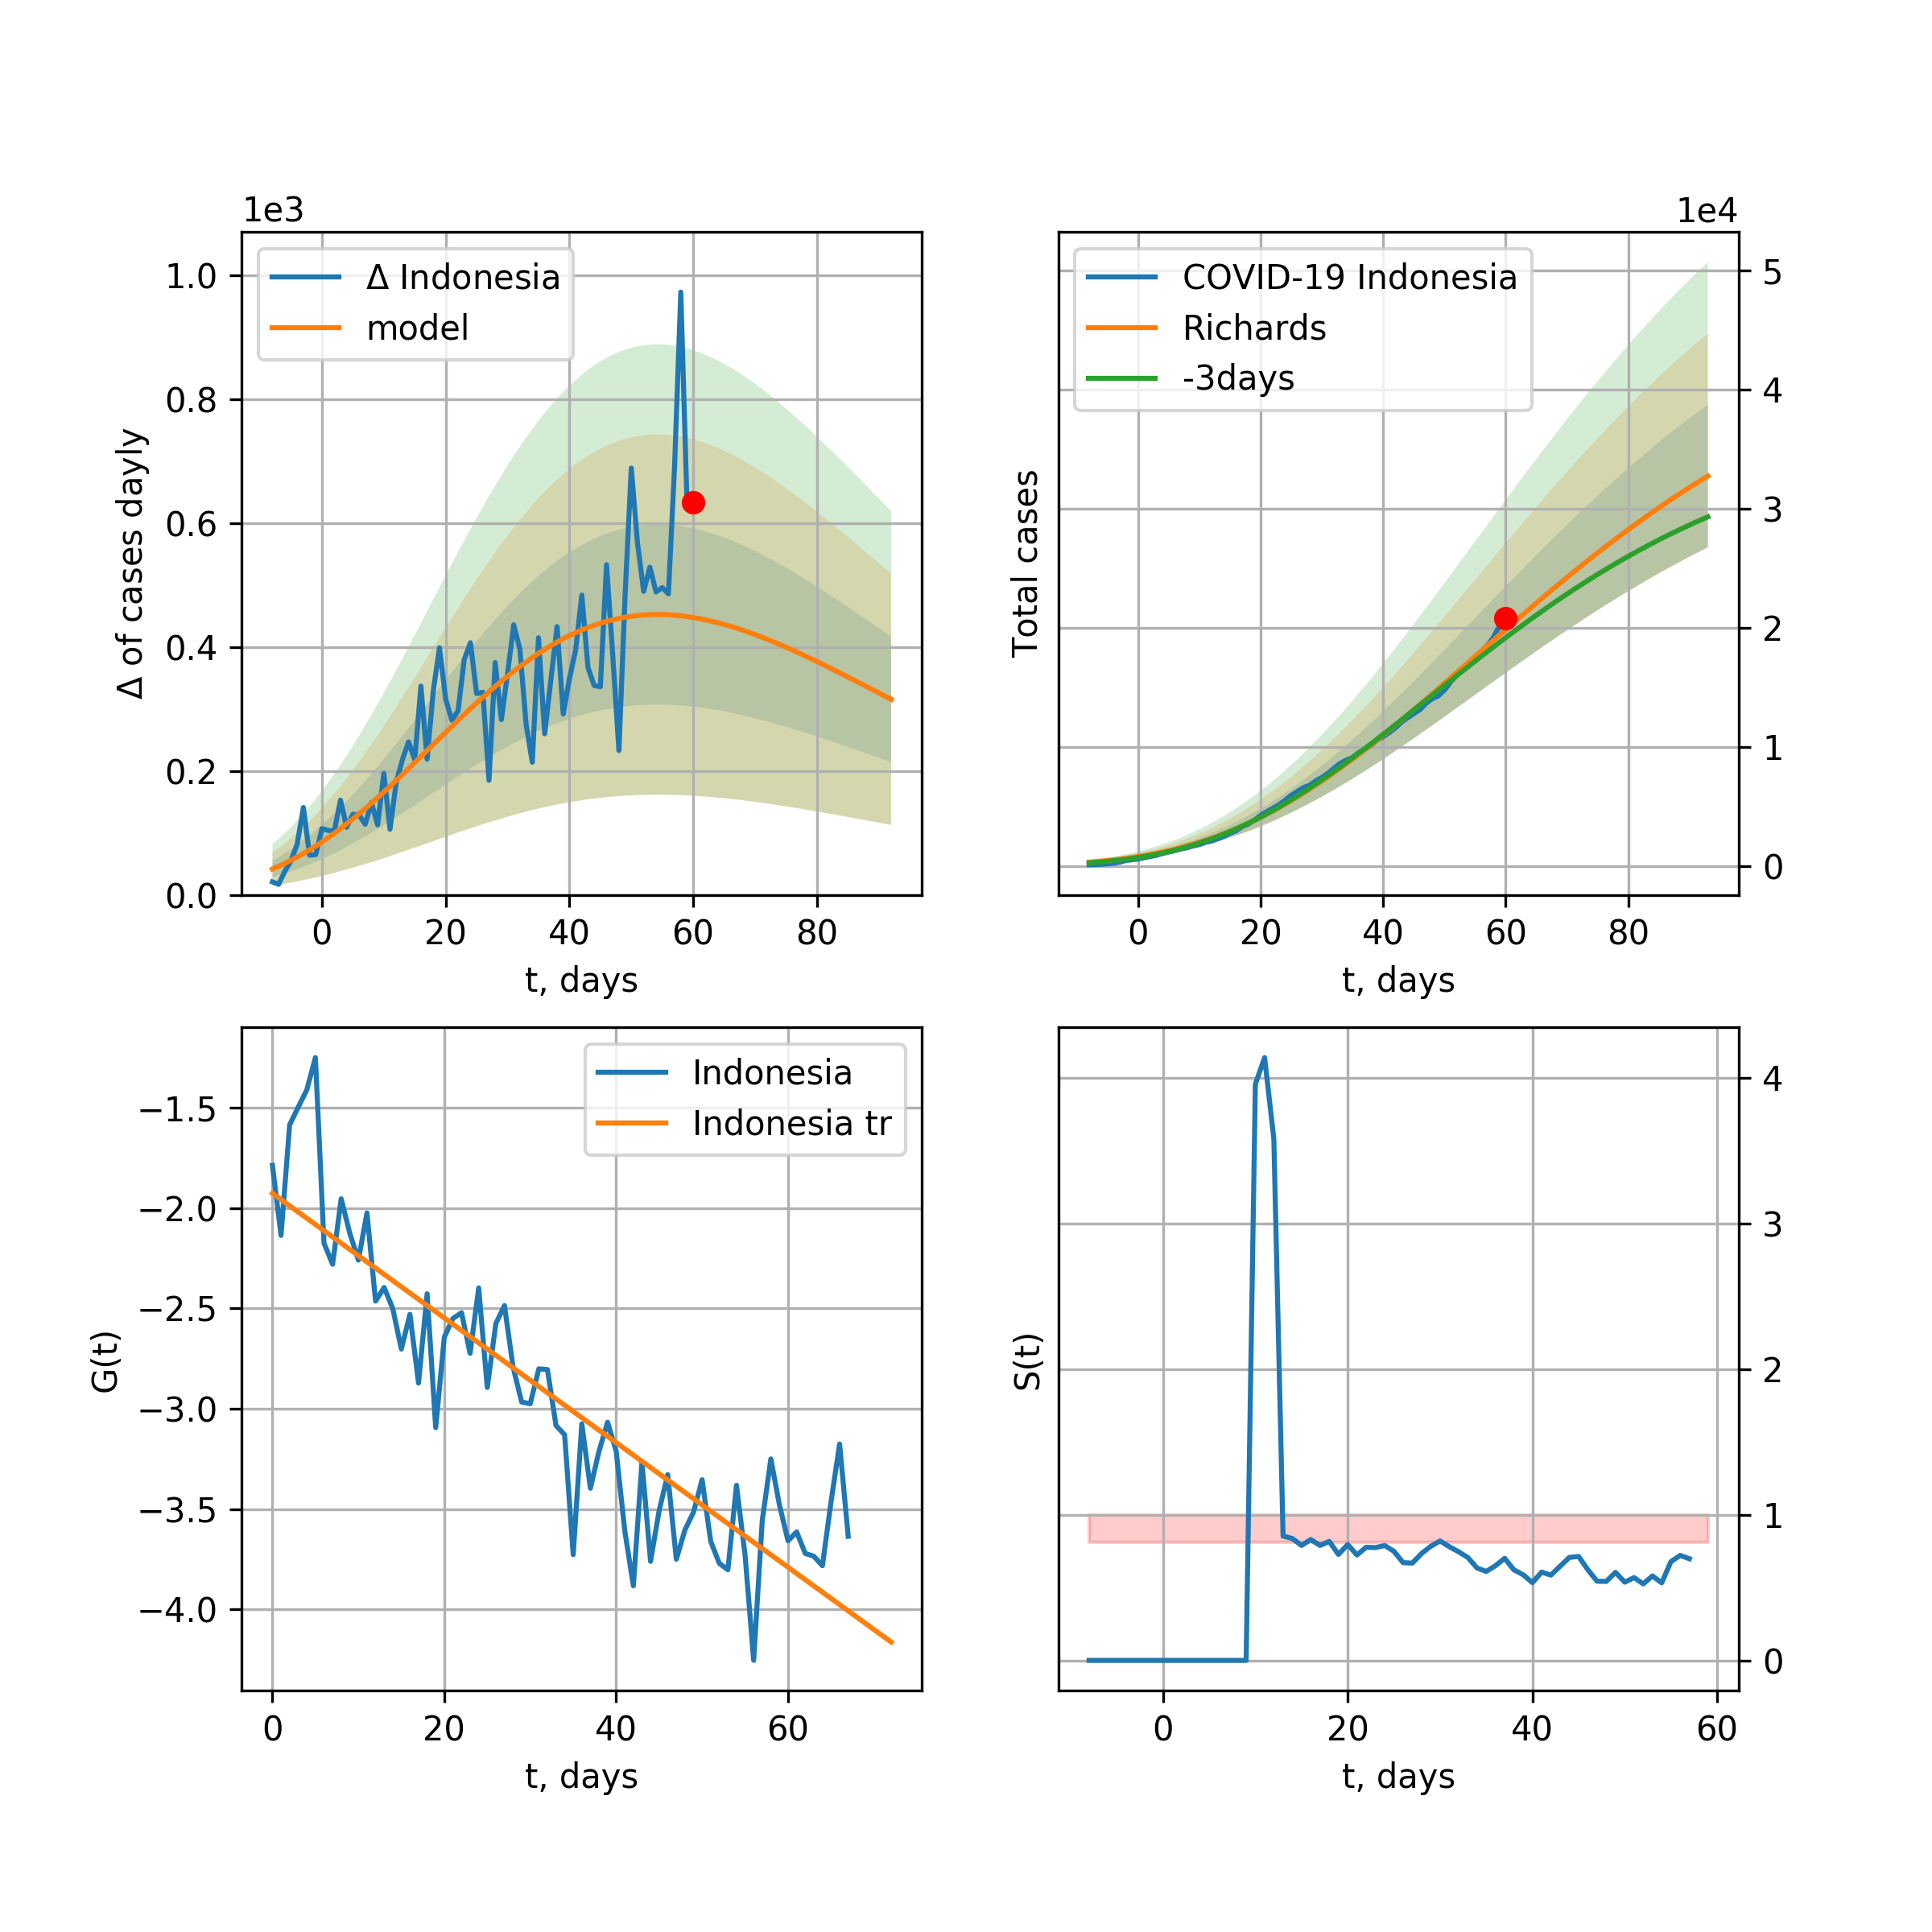 1e3
Δ Indonesia
model
1.0
0.8
0.6
0.4
0.2
0.0
Δ of cases dayly
0 20 40 60 80
t, days
1e4
COVID-19 Indonesia
Richards
-3days
5
4
3
2
1
0
Total cases
0 20 40 60 80
t, days
Indonesia
Indonesia tr
−1.5
−2.0
−2.5
−3.0
−3.5
−4.0
G(t)
0 20 40 60
t, days
4
3
2
1
0
S(t)
0 20 40 60
t, days